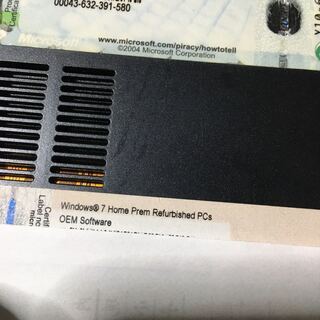 00043-632-391-580
Microsoft
www.microsoft.com/piracy/howtotell
©2004 Microsoft Corporation
Windows® 7 Home Prem Refurbished PCs
OEM Software